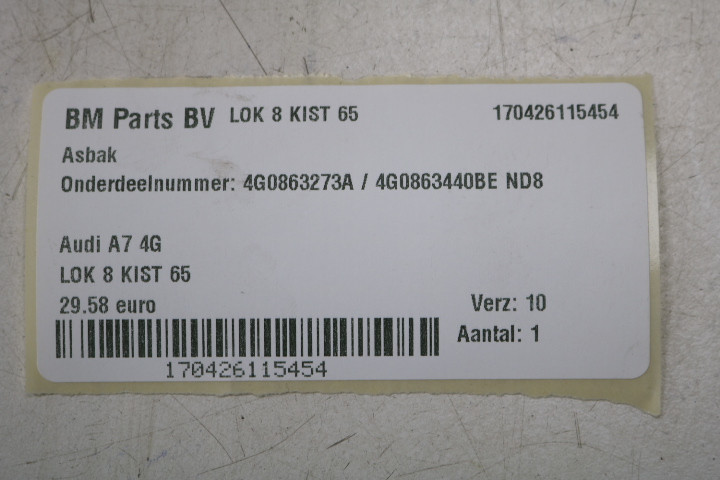 BM Parts BV LOK 8 KIST 65 170426115454
Asbak
Onderdeelnummer: 4G0863273A / 4G0863440BE ND8
Audi A7 4G
LOK 8 KIST 65
29.58 euro Verz: 10
Aantal: 1
170426115454